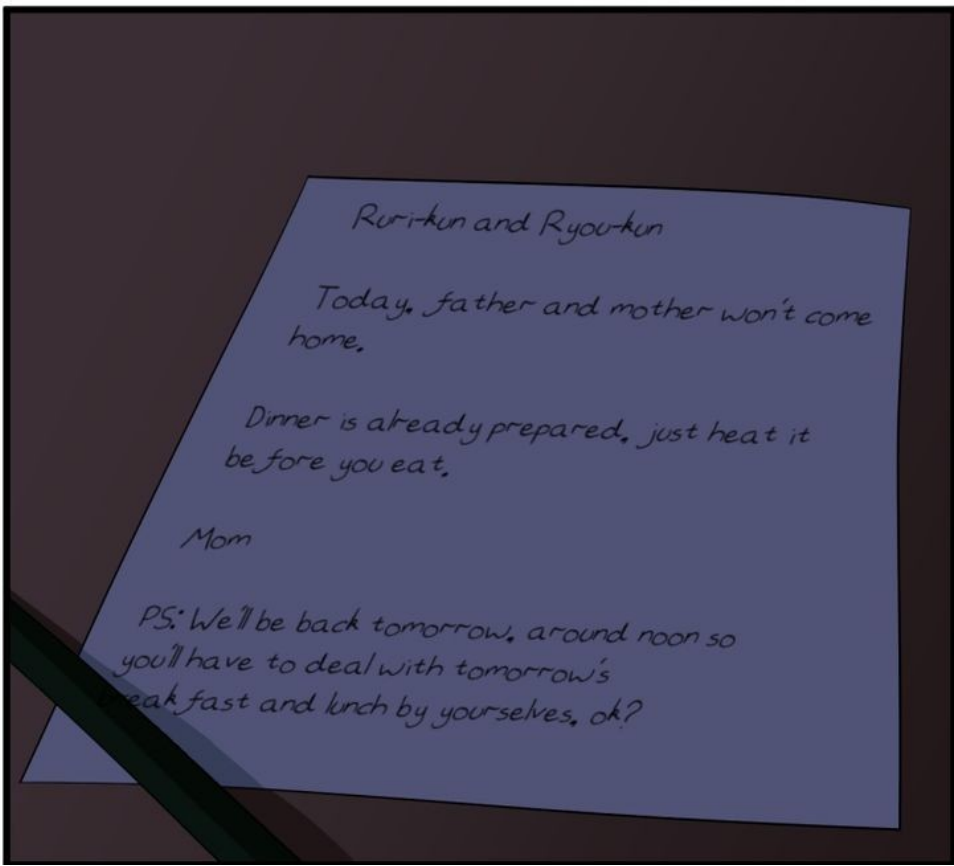 Ruri-kun and Ryou-kun
Today, father and mother won't come
home.
Dinner is already prepared, just heat it
before you eat.
Mom
PS: We'll be back tomorrow, around noon so
you'll have to deal with tomorrow's
breakfast and lunch by yourselves, ok?